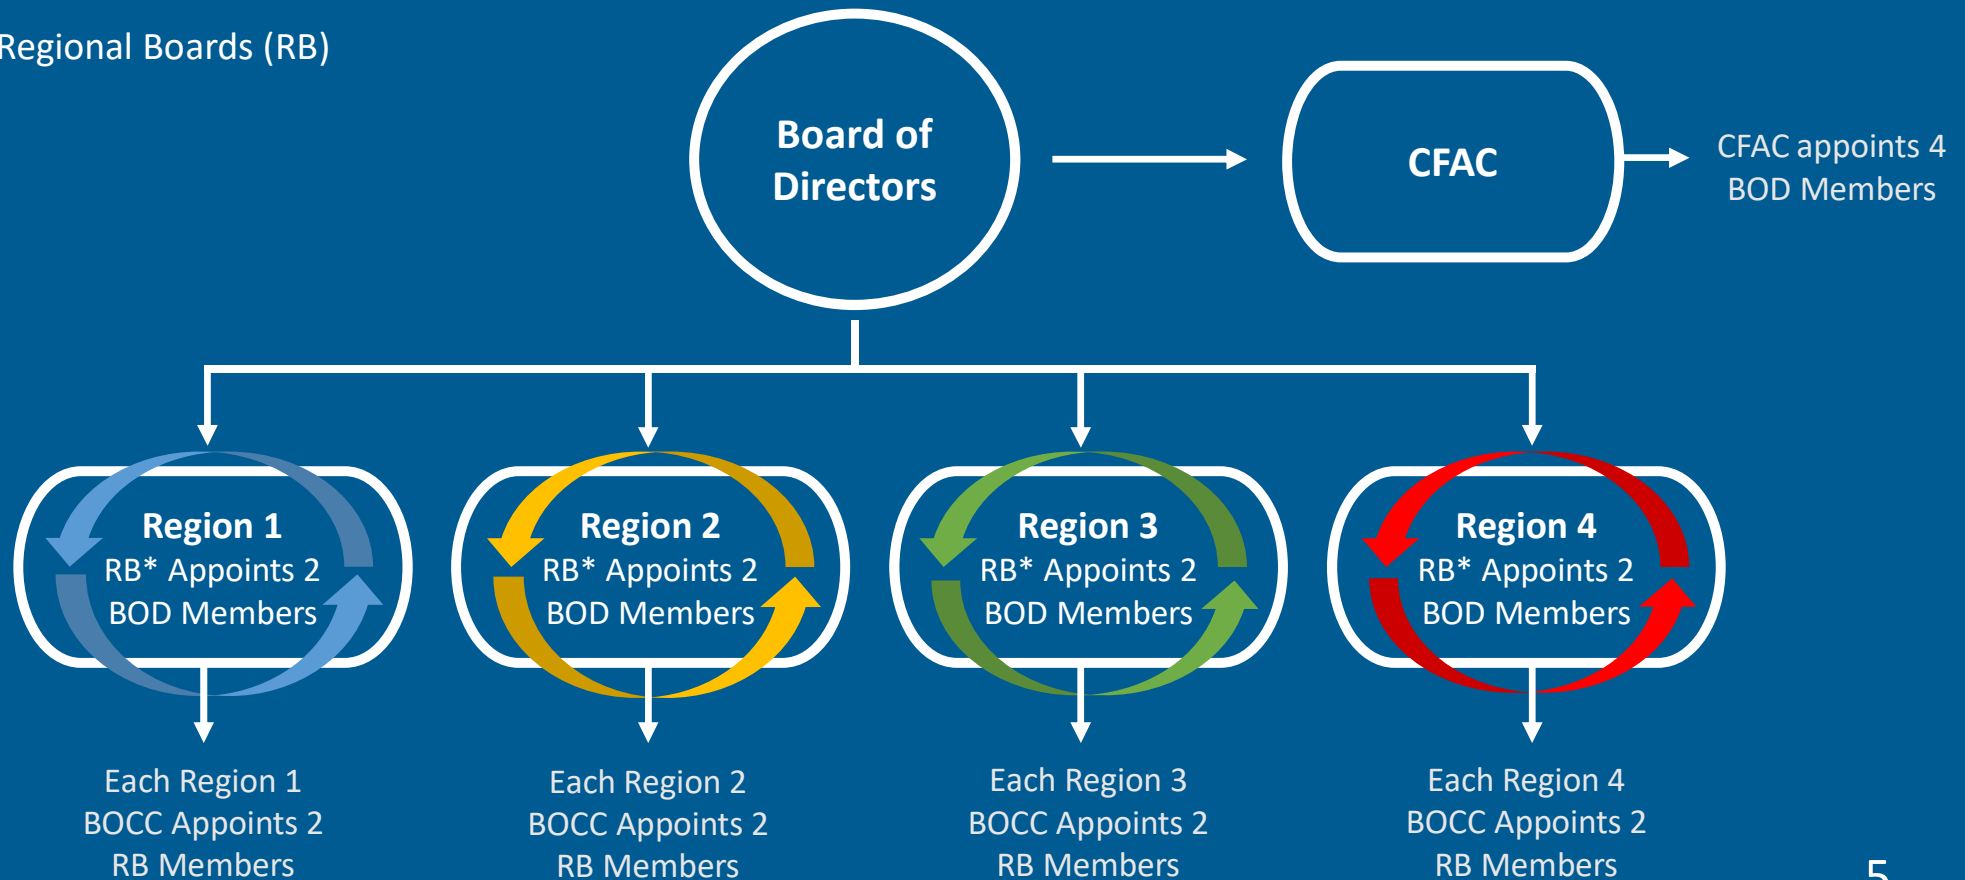 Regional Boards (RB)
Board of
Directors
CFAC
CFAC appoints 4
BOD Members
Region 1
RB* Appoints 2
BOD Members
Region 2
RB* Appoints 2
BOD Members
Region 3
RB* Appoints 2
BOD Members
Region 4
RB* Appoints 2
BOD Members
Each Region 1
BOCC Appoints 2
RB Members
Each Region 2
BOCC Appoints 2
RB Members
Each Region 3
BOCC Appoints 2
RB Members
Each Region 4
BOCC Appoints 2
RB Members
5